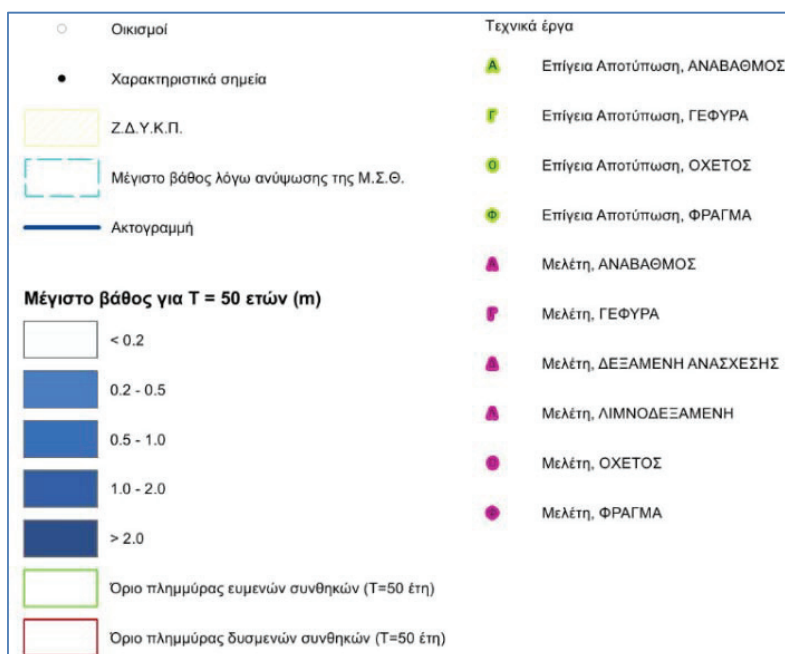 Οικισμοί
Χαρακτηριστικά σημεία
Ζ.Δ.Υ.Κ.Π.
Μέγιστο βάθος λόγω ανύψωσης της Μ.Σ.Θ.
Ακτογραμμή
Μέγιστο βάθος για Τ = 50 ετών (m)
< 0.2
0.2 - 0.5
0.5 - 1.0
1.0 - 2.0
> 2.0
Όριο πλημμύρας ευμενών συνθηκών (Τ=50 έτη)
Όριο πλημμύρας δυσμενών συνθηκών (Τ=50 έτη)
Τεχνικά έργα
Α Επίγεια Αποτύπωση, ΑΝΑΒΑΘΜΟΣ
Γ Επίγεια Αποτύπωση, ΓΕΦΥΡΑ
Ο Επίγεια Αποτύπωση, ΟΧΕΤΟΣ
Φ Επίγεια Αποτύπωση, ΦΡΑΓΜΑ
Α Μελέτη, ΑΝΑΒΑΘΜΟΣ
Γ Μελέτη, ΓΕΦΥΡΑ
Δ Μελέτη, ΔΕΞΑΜΕΝΗ ΑΝΑΣΧΕΣΗΣ
Λ Μελέτη, ΛΙΜΝΟΔΕΞΑΜΕΝΗ
Ο Μελέτη, ΟΧΕΤΟΣ
Φ Μελέτη, ΦΡΑΓΜΑ